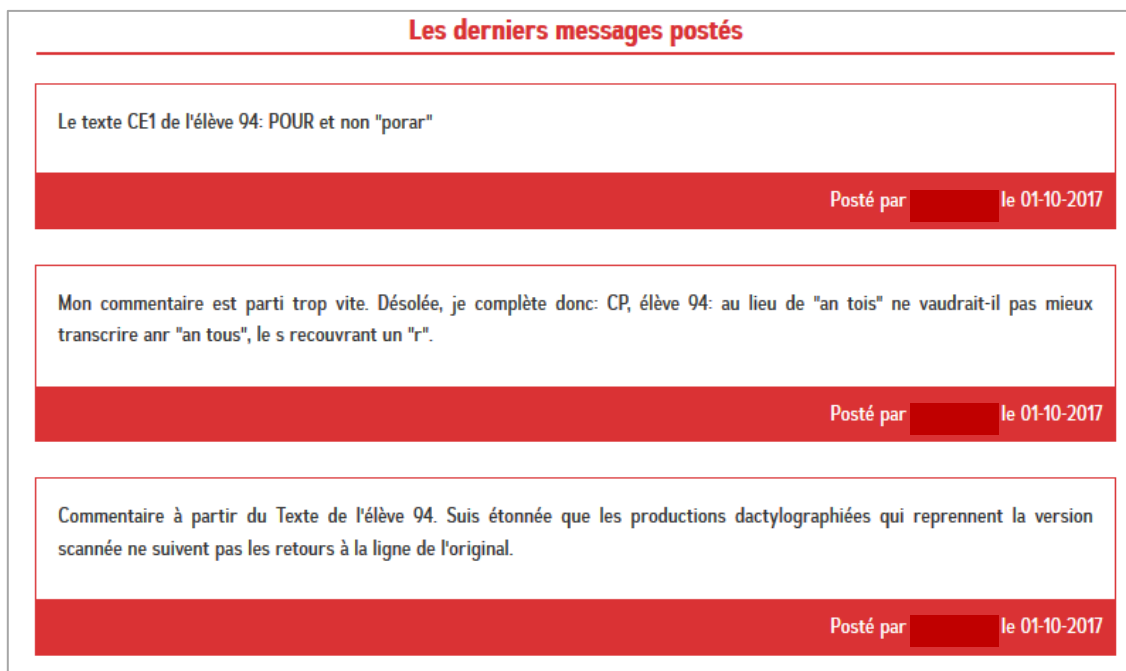 Les derniers messages postés
Le texte CE1 de l'élève 94: POUR et non "porar"
Posté par le 01-10-2017
Mon commentaire est parti trop vite. Désolée, je complète donc: CP, élève 94: au lieu de "an tois" ne vaudrait-il pas mieux
transcrire anr "an tous", le s recouvrant un "r".
Posté par le 01-10-2017
Commentaire à partir du Texte de l'élève 94. Suis étonnée que les productions dactylographiées qui reprennent la version
scannée ne suivent pas les retours à la ligne de l'original.
Posté par le 01-10-2017